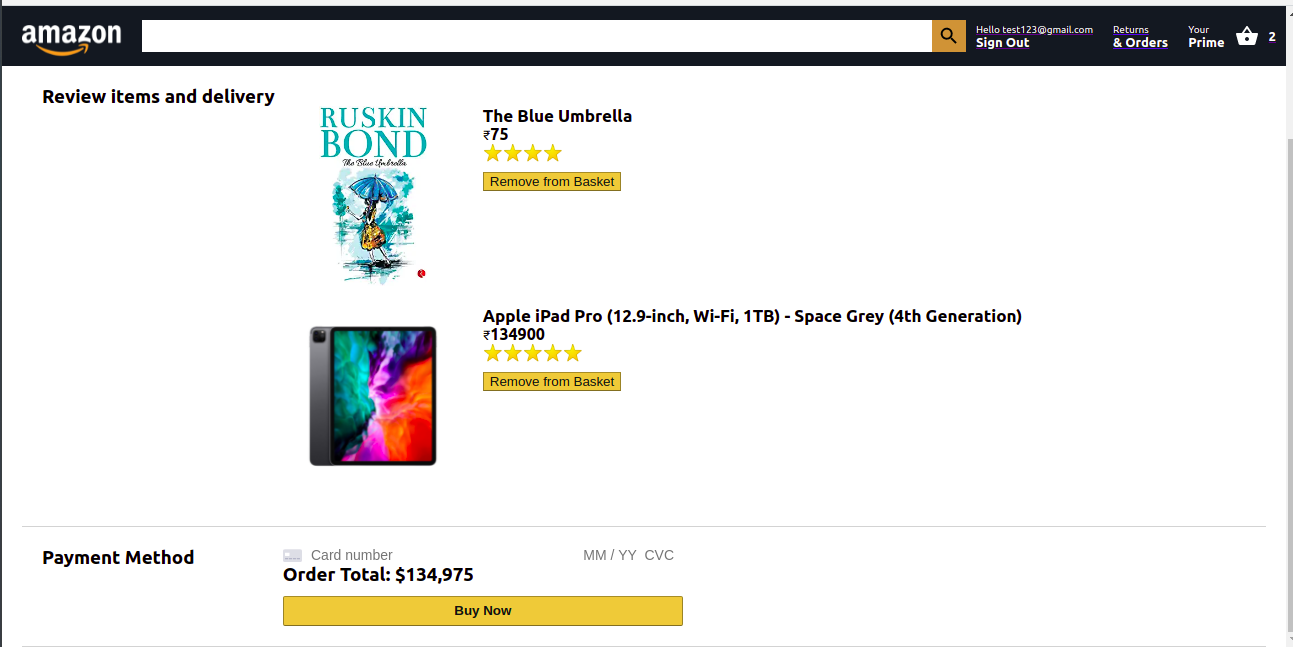 amazon
Hello test123@gmail.com
Sign Out
Returns
& Orders
Your
Prime
2
Review items and delivery
RUSKIN
BOND
The Blue Umbrella
The Blue Umbrella
₹75
Remove from Basket
Apple iPad Pro (12.9-inch, Wi-Fi, 1TB) - Space Grey (4th Generation)
₹134900
Remove from Basket
Payment Method
Card number MM / YY CVC
Order Total: $134,975
Buy Now